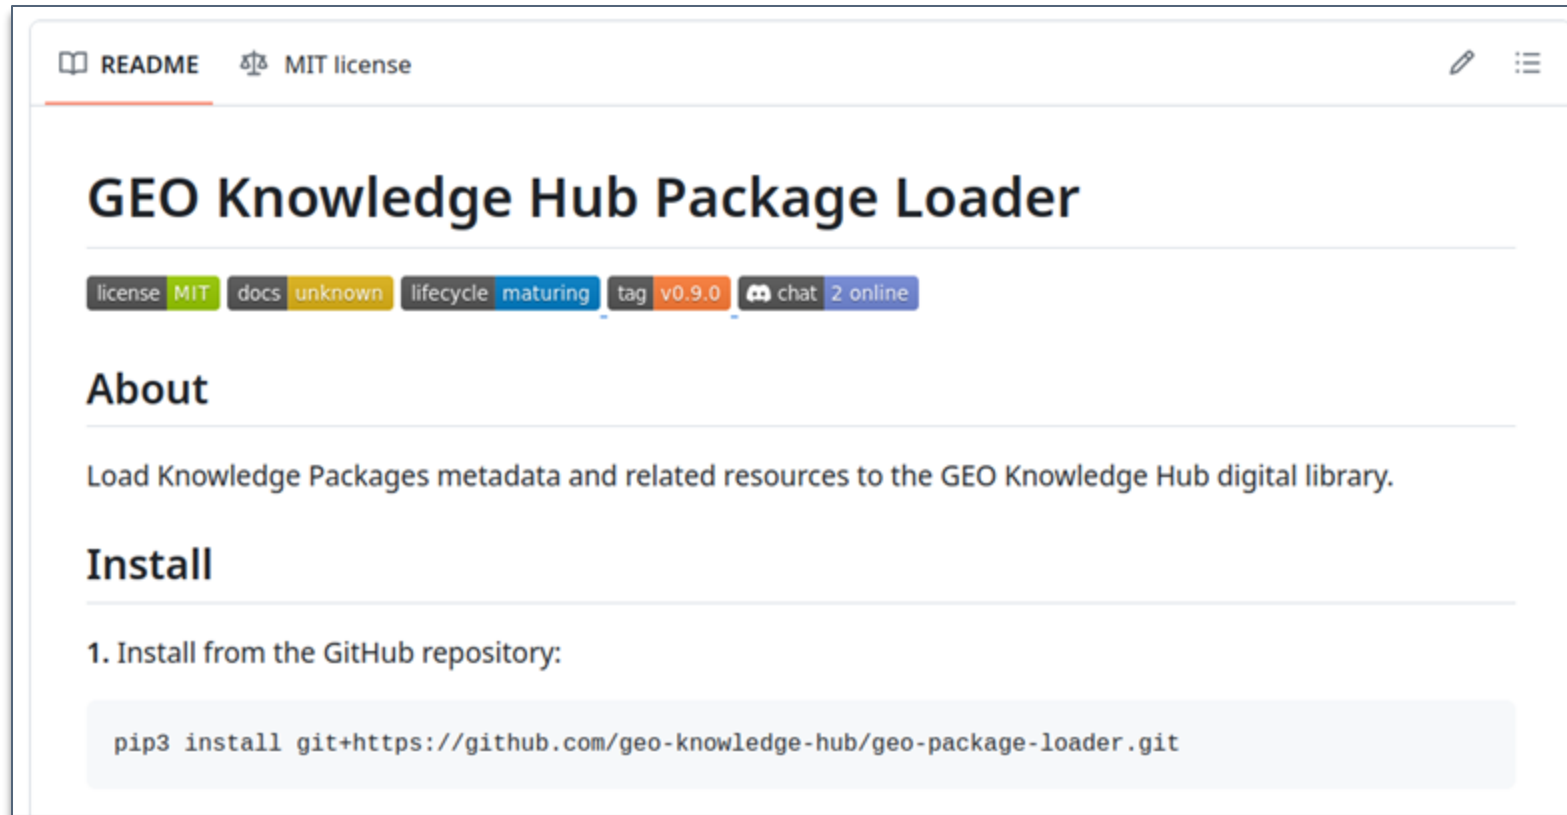 README MIT license
GEO Knowledge Hub Package Loader
license MIT docs unknown lifecycle maturing tag v0.9.0 chat 2 online
About
Load Knowledge Packages metadata and related resources to the GEO Knowledge Hub digital library.
Install
1. Install from the GitHub repository:
pip3 install git+https://github.com/geo-knowledge-hub/geo-package-loader.git